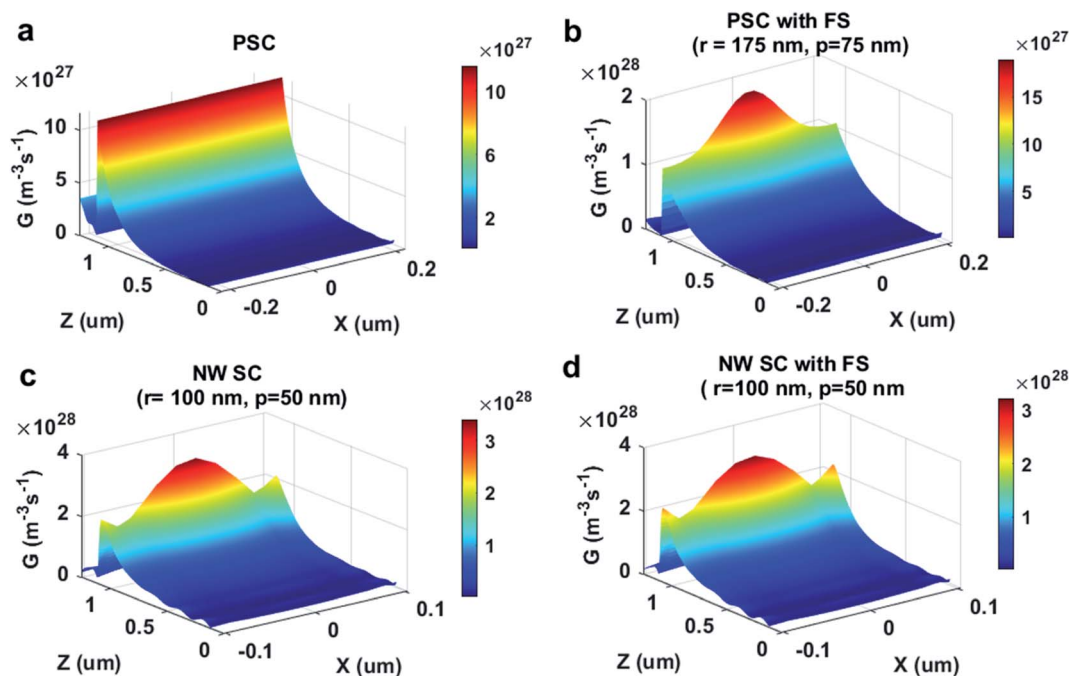 a
PSC
×10^27
×10^27
10
5
0
G (m^-3s^-1)
1
0.5
0
Z (um)
-0.2
0
0.2
X (um)
10
6
2
b
PSC with FS
(r = 175 nm, p=75 nm)
×10^28
×10^27
2
1
0
G (m^-3s^-1)
1
0.5
0
Z (um)
-0.2
0
0.2
X (um)
15
10
5
c
NW SC
(r= 100 nm, p=50 nm)
×10^28
×10^28
4
2
0
G (m^-3s^-1)
1
0.5
0
Z (um)
-0.1
0
0.1
X (um)
3
2
1
d
NW SC with FS
( r=100 nm, p=50 nm
×10^28
×10^28
4
2
0
G (m^-3s^-1)
1
0.5
0
Z (um)
-0.1
0
0.1
X (um)
3
2
1